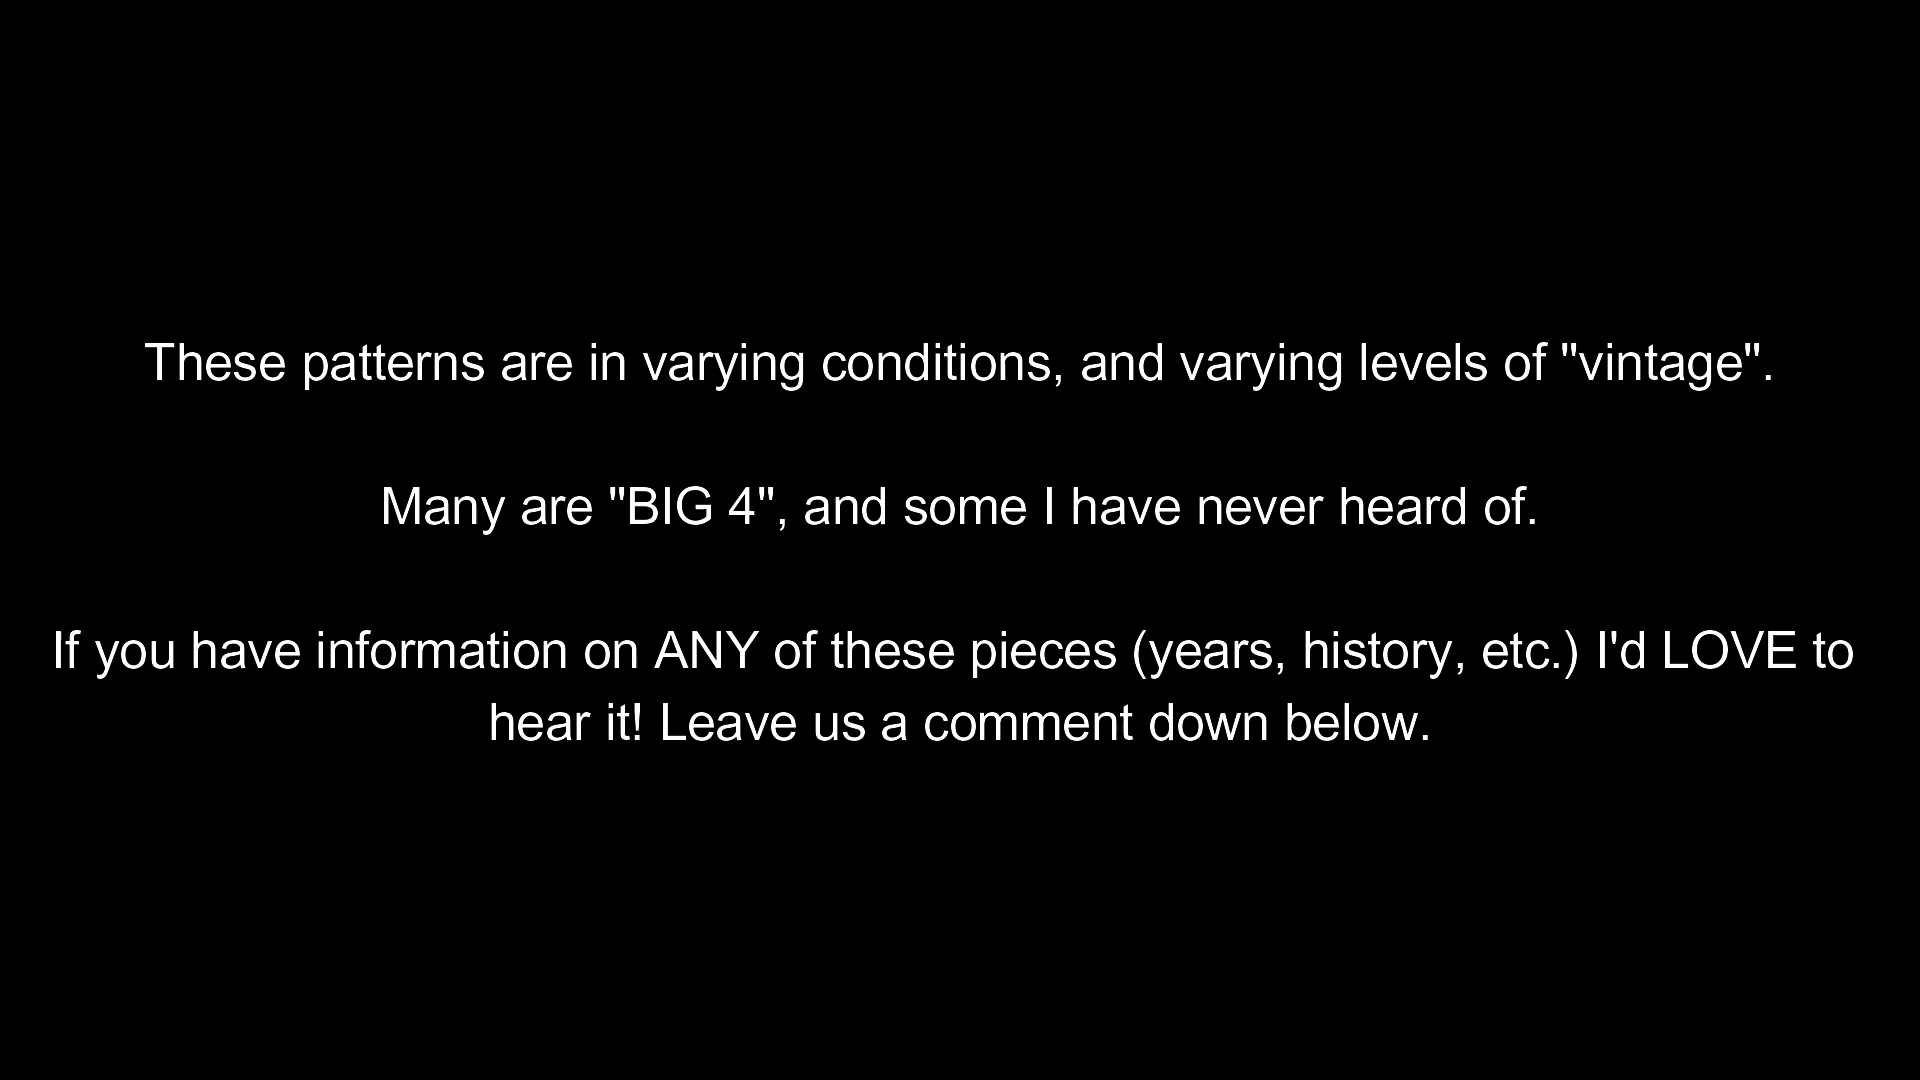 These patterns are in varying conditions, and varying levels of "vintage".
Many are "BIG 4", and some I have never heard of.
If you have information on ANY of these pieces (years, history, etc.) I'd LOVE to
hear it! Leave us a comment down below.